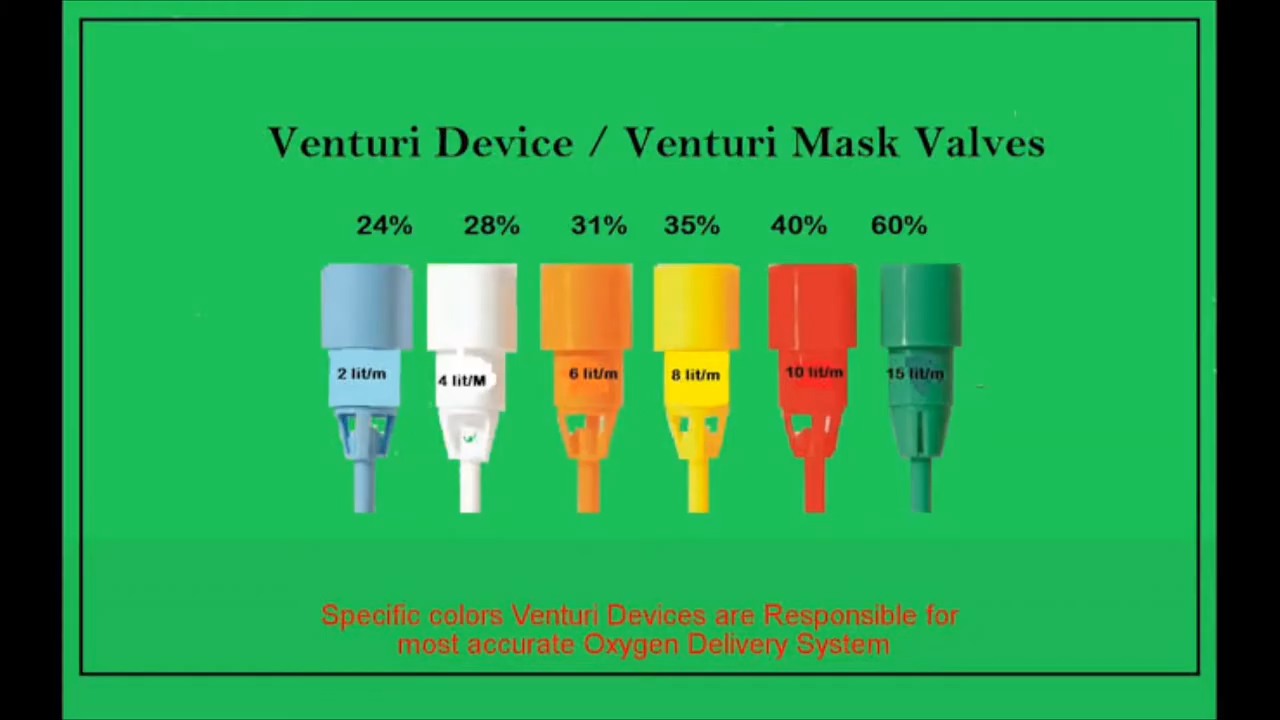 Venturi Device / Venturi Mask Valves
24% 28% 31% 35% 40% 60%
2 lit/m 4 lit/M 6 lit/m 8 lit/m 10 lit/m 15 lit/m
Specific colors Venturi Devices are Responsible for
most accurate Oxygen Delivery System